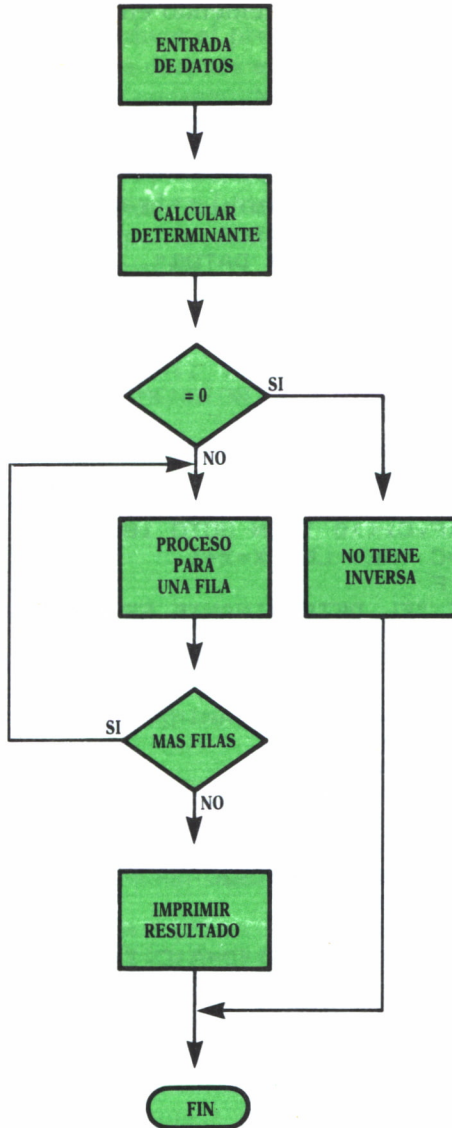 ENTRADA
DE DATOS
CALCULAR
DETERMINANTE
= 0
SI
NO
PROCESO
PARA
UNA FILA
NO TIENE
INVERSA
SI
MAS FILAS
NO
IMPRIMIR
RESULTADO
FIN